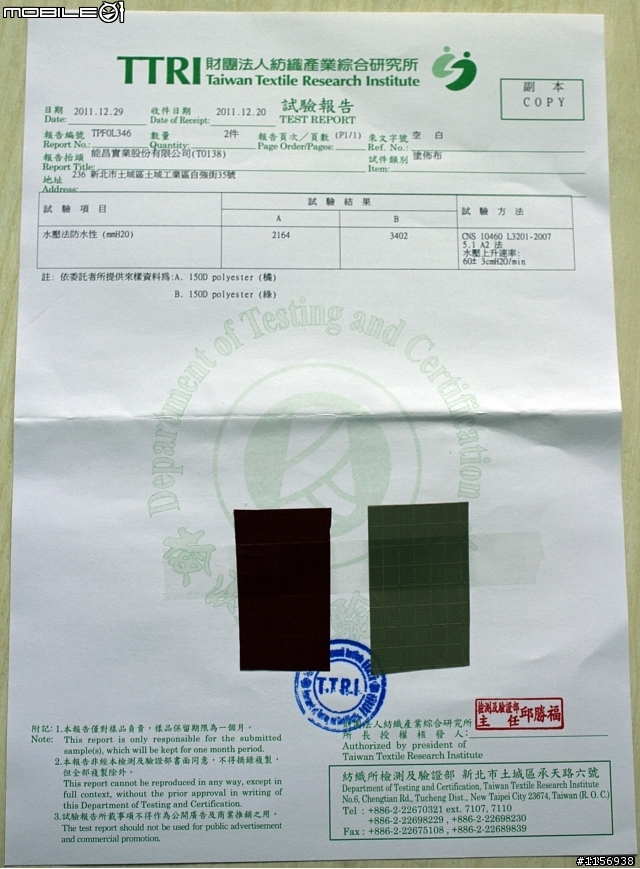 MOBILE01
TTRI 財團法人紡織產業綜合研究所
Taiwan Textile Research Institute
副 本
COPY
試驗報告
TEST REPORT
日期 2011.12.29 收件日期 2011.12.20
Date: Date of Receipt:
報告編號 TPF0L346 數量 2件 報告頁次／頁數 (P1/1) 來文字號 空 白
Report No.: Quantity: Page Order/Pages: Ref. No.:
報告抬頭 能昌實業股份有限公司(T0138) 試件類別 塗佈布
Report Title: Item:
地址 236 新北市土城區土城工業區自強街35號
Address:
試 驗 項 目 試 驗 結 果 試 驗 方 法
A B
水壓法防水性 (mmH2O) 2164 3402 CNS 10460 L3201-2007
5.1 A2 法
水壓上升速率:
60± 3cmH2O/min
註: 依委託者所提供來樣資料為:A. 150D polyester (橘)
B. 150D polyester (綠)
Department of Testing and Certification
T.T.R.I
附記: 1.本報告僅對樣品負責，樣品保留期限為一個月。
Note: This report is only responsible for the submitted
sample(s), which will be kept for one month period.
2.本報告非經本檢測及驗證部書面同意，不得摘錄複製，
但全部複製除外。
This report cannot be reproduced in any way, except in
full context, without the prior approval in writing of
this Department of Testing and Certification.
3.試驗報告所載事項不得作為公開廣告及商業推銷之用。
The test report should not be used for public advertisement
and commercial promotion.
團法人紡織產業綜合研究所
所長授權核發人:
Authorized by president of
Taiwan Textile Research Institute
檢測及驗證部
主 任 邱勝福
紡織所檢測及驗證部 新北市土城區承天路六號
Department of Testing and Certification, Taiwan Textile Research Institute
No.6, Chengtian Rd., Tucheng Dist., New Taipei City 23674, Taiwan (R. O. C.)
Tel : +886-2-22670321 ext. 7107, 7110
+886-2-22698229 , +886-2-22698230
Fax : +886-2-22675108 , +886-2-22689839
#1156938